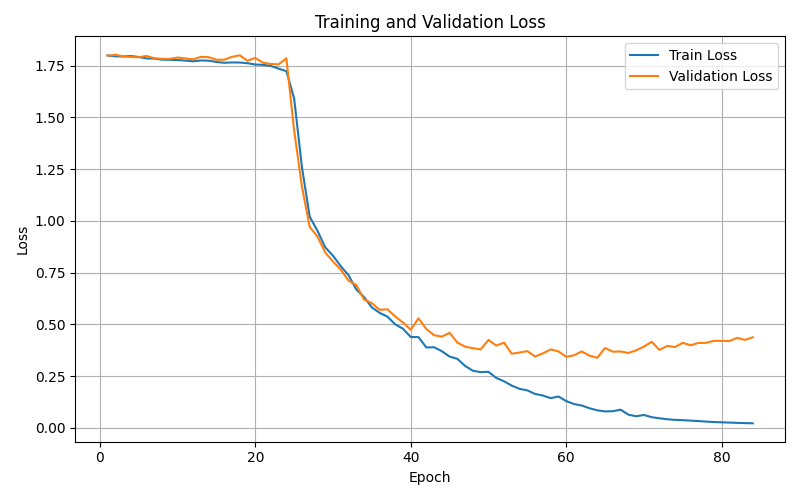 Training and Validation Loss
Train Loss
Validation Loss
1.75
1.50
1.25
1.00
0.75
0.50
0.25
0.00
Loss
0
20
40
60
80
Epoch